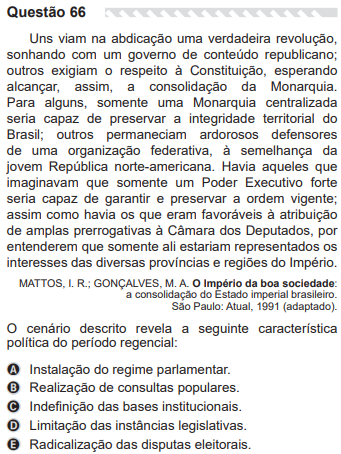 Questão 66
Uns viam na abdicação uma verdadeira revolução,
sonhando com um governo de conteúdo republicano;
outros exigiam o respeito à Constituição, esperando
alcançar, assim, a consolidação da Monarquia.
Para alguns, somente uma Monarquia centralizada
seria capaz de preservar a integridade territorial do
Brasil; outros permaneciam ardorosos defensores
de uma organização federativa, à semelhança da
jovem República norte-americana. Havia aqueles que
imaginavam que somente um Poder Executivo forte
seria capaz de garantir e preservar a ordem vigente;
assim como havia os que eram favoráveis à atribuição
de amplas prerrogativas à Câmara dos Deputados, por
entenderem que somente ali estariam representados os
interesses das diversas províncias e regiões do Império.
MATTOS, I. R.; GONÇALVES, M. A. O Império da boa sociedade:
a consolidação do Estado imperial brasileiro.
São Paulo: Atual, 1991 (adaptado).
O cenário descrito revela a seguinte característica
política do período regencial:
A Instalação do regime parlamentar.
B Realização de consultas populares.
C Indefinição das bases institucionais.
D Limitação das instâncias legislativas.
E Radicalização das disputas eleitorais.